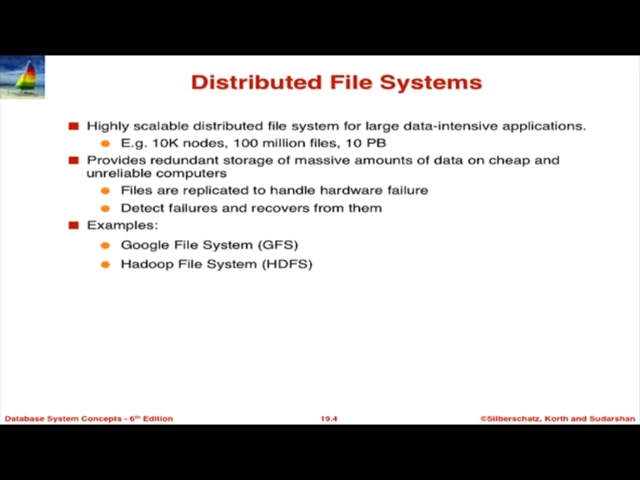 Distributed File Systems
Highly scalable distributed file system for large data-intensive applications.
E.g. 10K nodes, 100 million files, 10 PB
Provides redundant storage of massive amounts of data on cheap and
unreliable computers
Files are replicated to handle hardware failure
Detect failures and recovers from them
Examples:
Google File System (GFS)
Hadoop File System (HDFS)
Database System Concepts - 6th Edition
19.4
©Silberschatz, Korth and Sudarshan